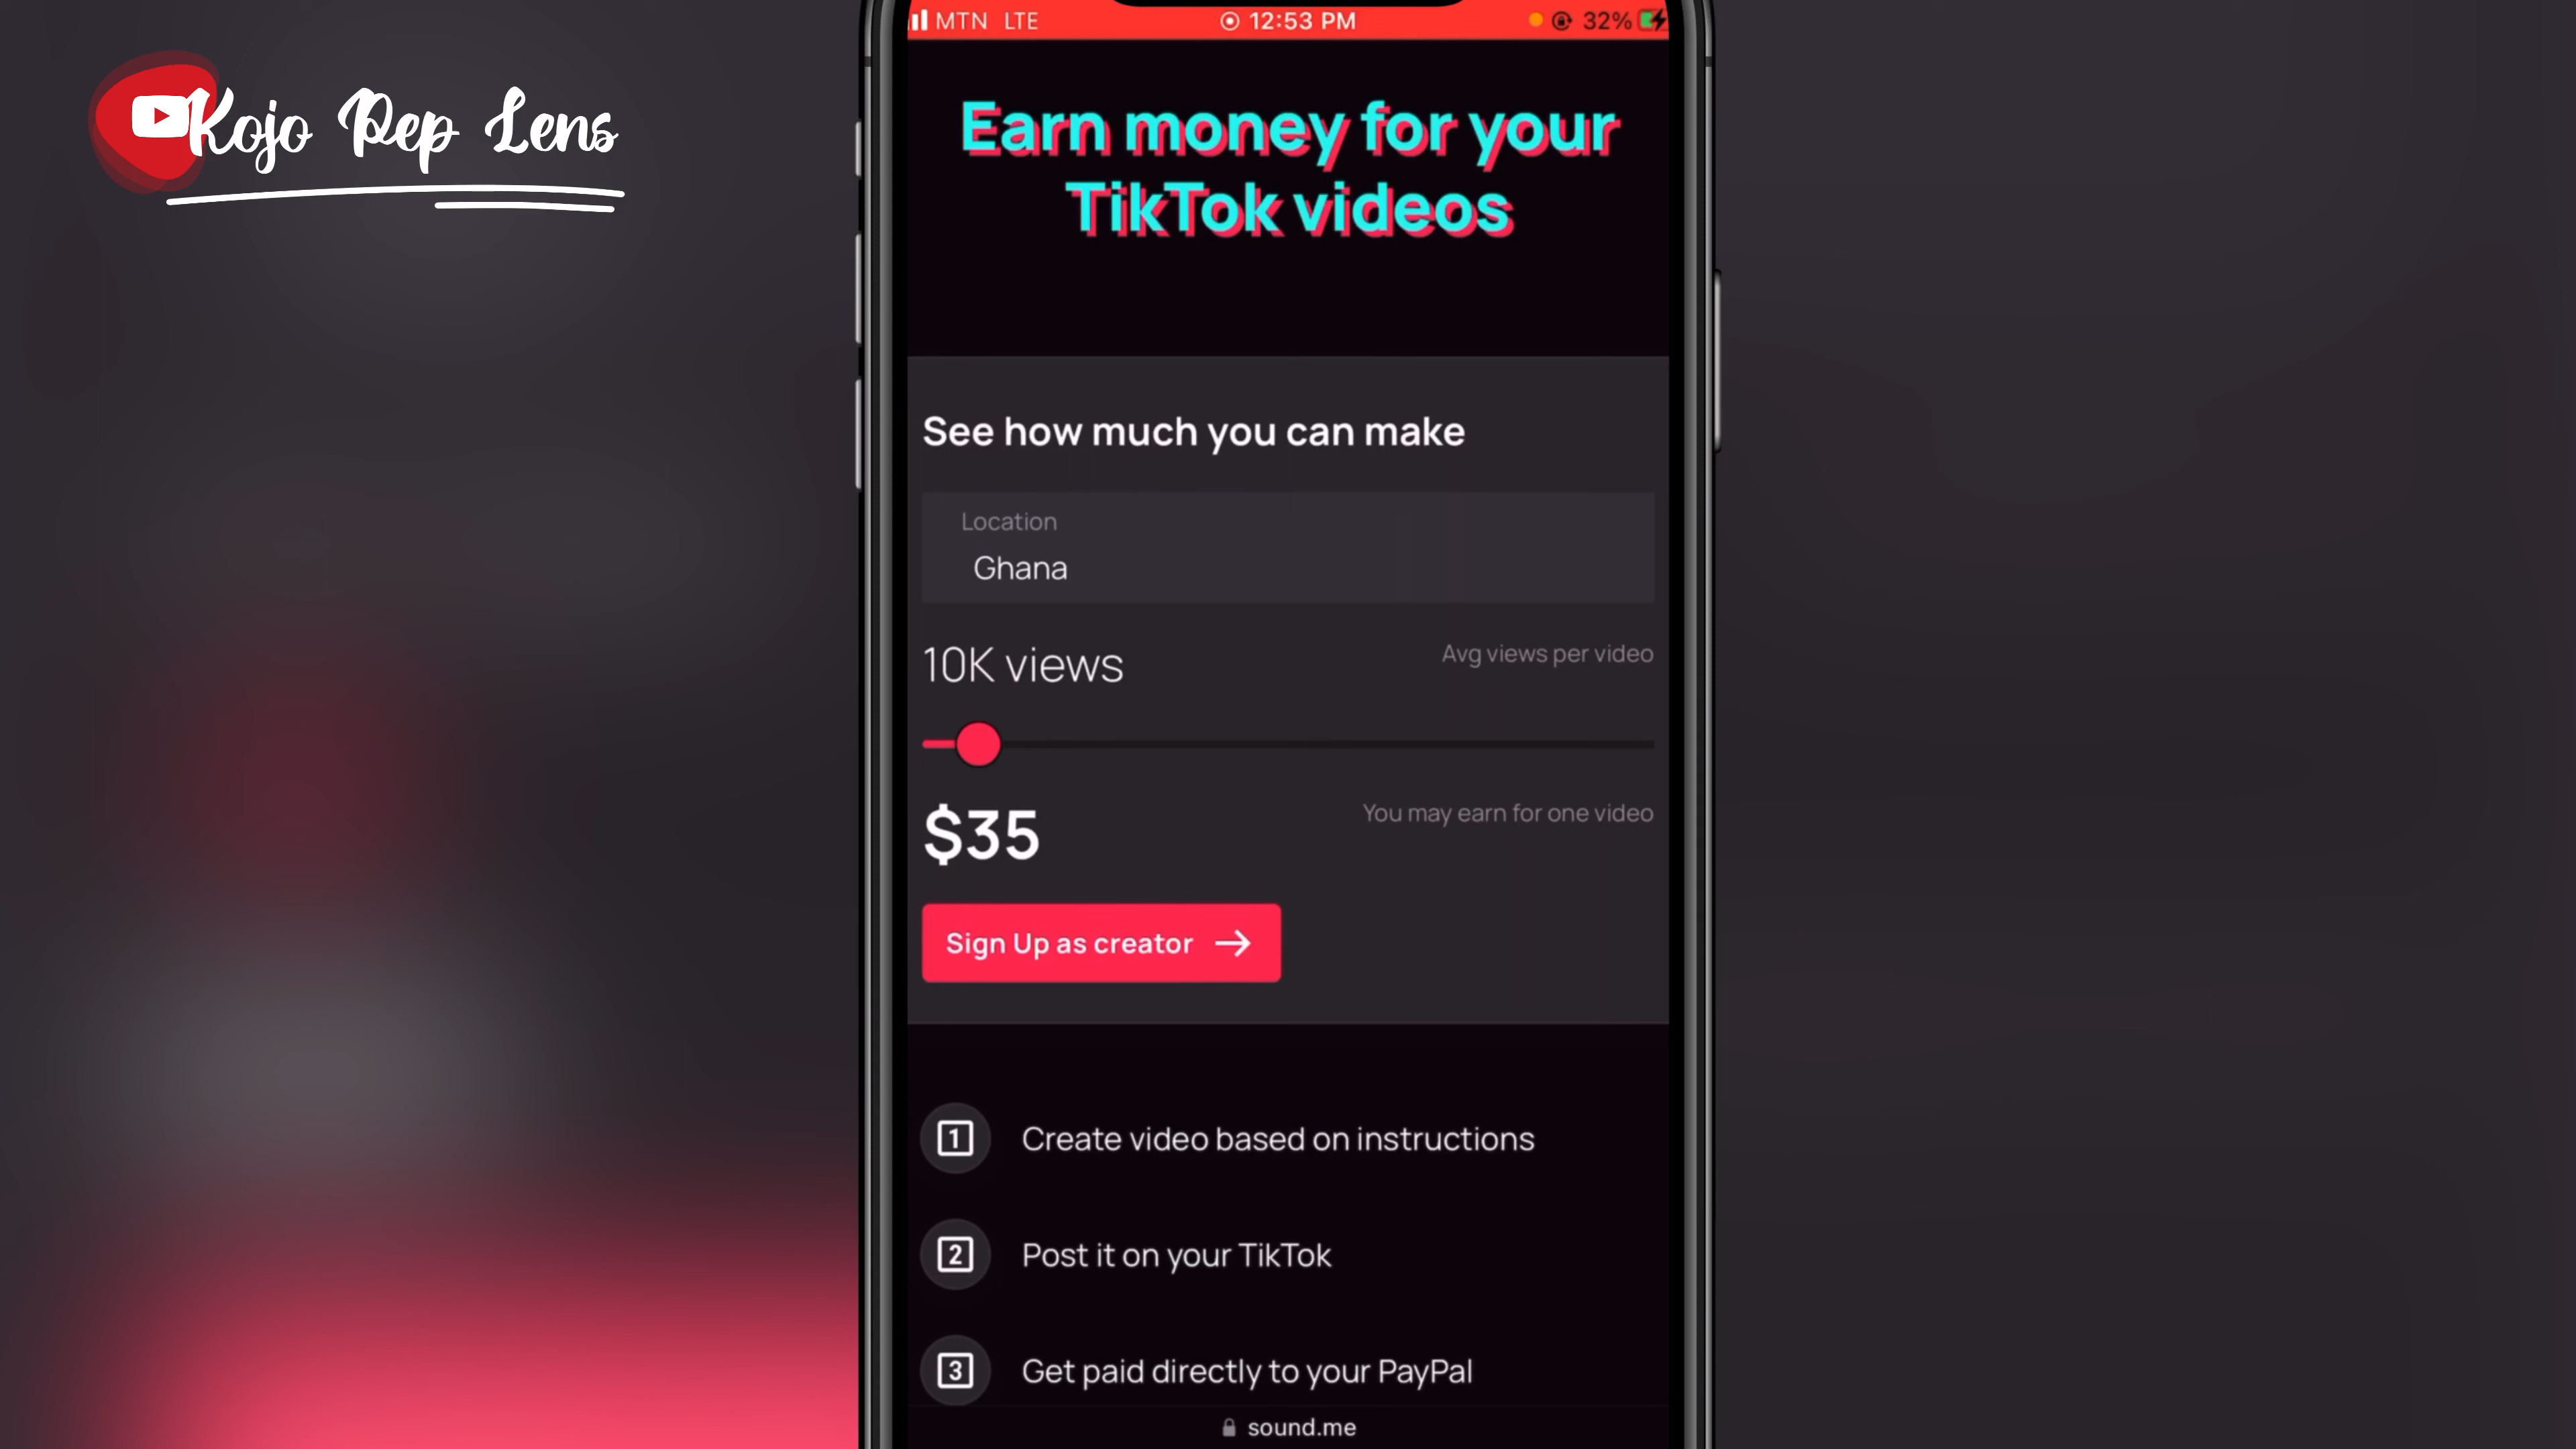 Kojo Pep Lens
MTN LTE 12:53 PM 32%
Earn money for your
TikTok videos
See how much you can make
Location
Ghana
10K views Avg views per video
$35 You may earn for one video
Sign Up as creator →
1 Create video based on instructions
2 Post it on your TikTok
3 Get paid directly to your PayPal
sound.me